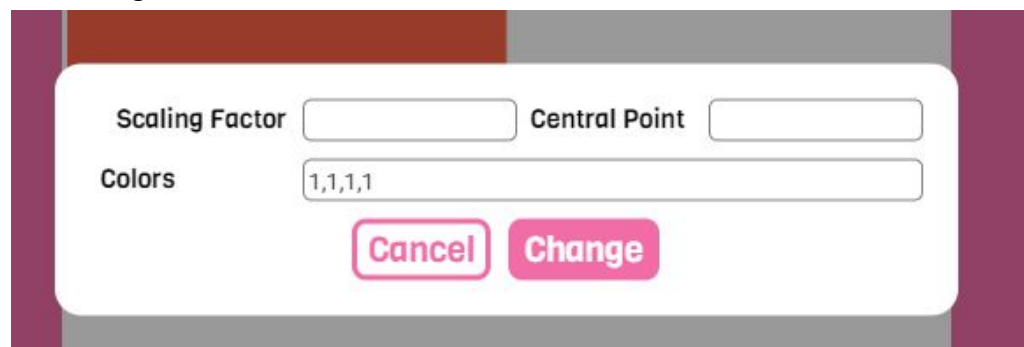 Scaling Factor Central Point
Colors 1,1,1,1
Cancel Change